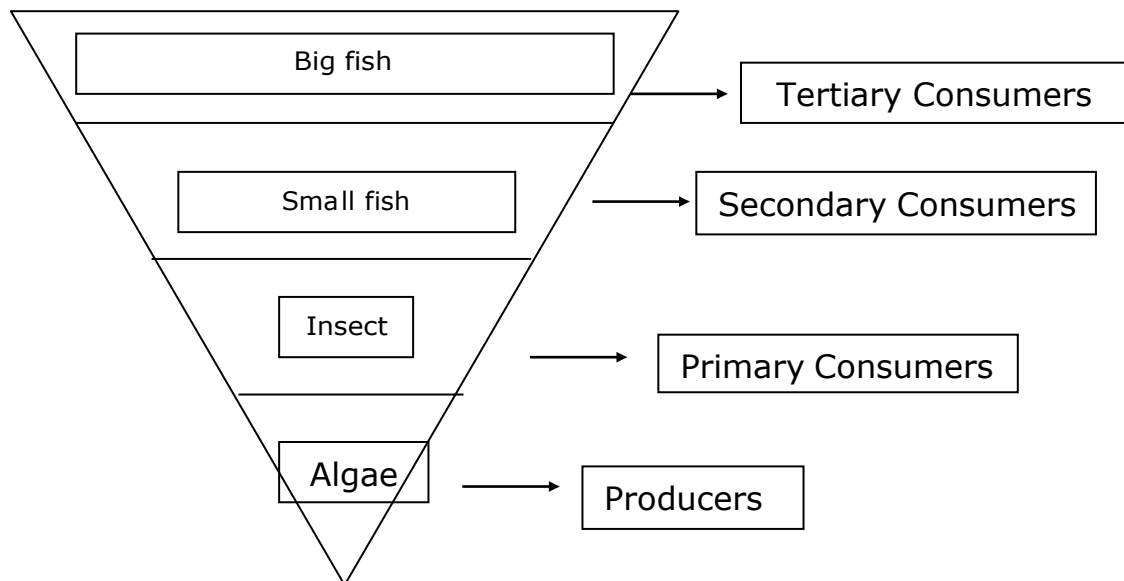 Big fish
Tertiary Consumers
Small fish
Secondary Consumers
Insect
Primary Consumers
Algae
Producers